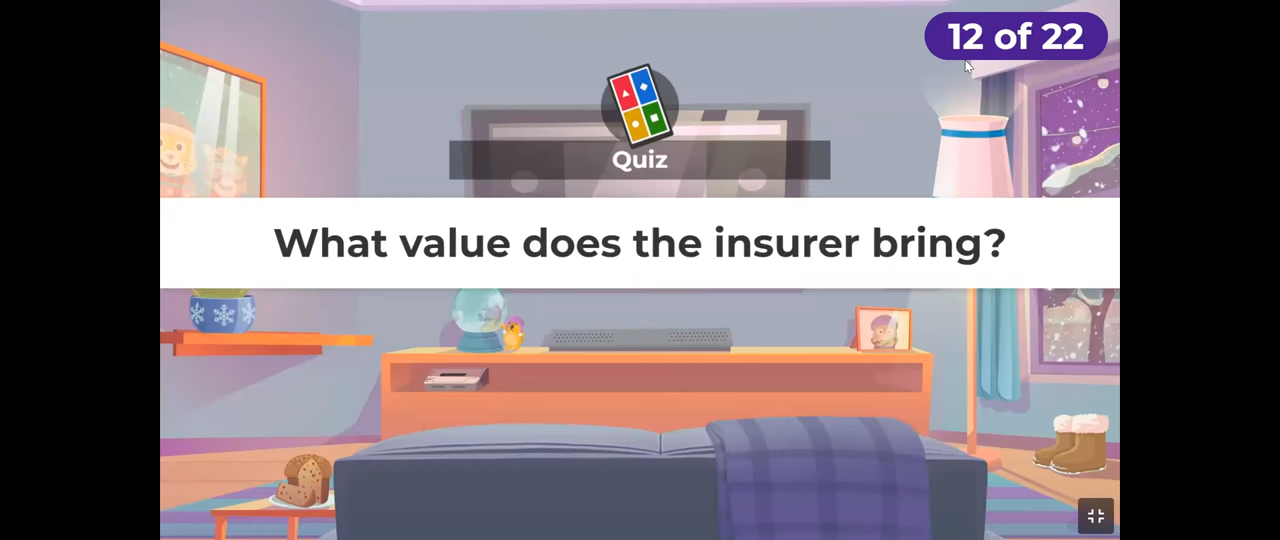 12 of 22
Quiz
What value does the insurer bring?